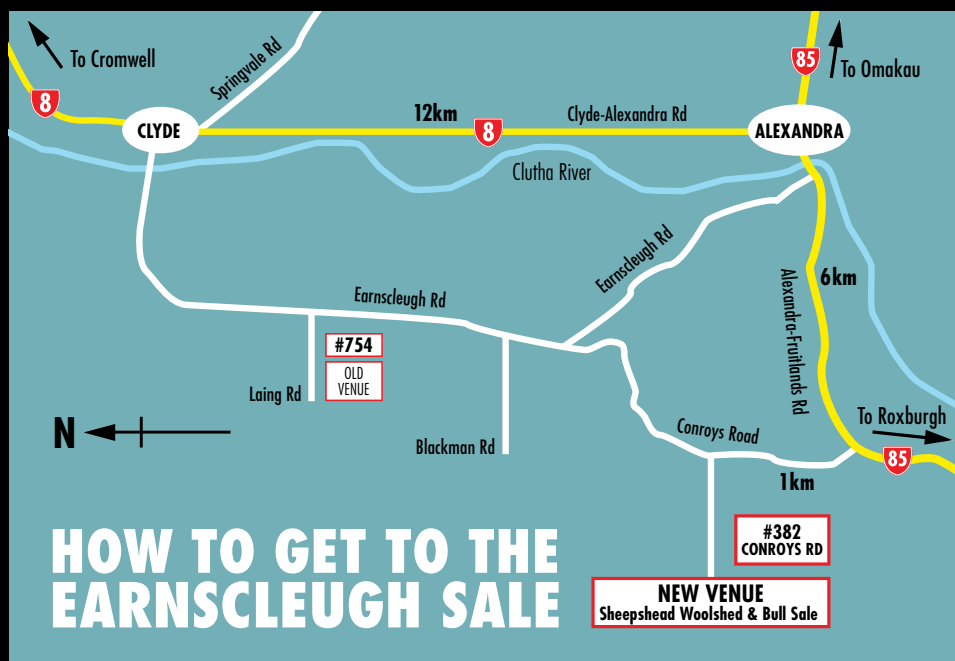 To Cromwell
8
Springvale Rd
85
To Omakau
CLYDE
12km
8
Clyde-Alexandra Rd
ALEXANDRA
Clutha River
Earnscleugh Rd
6km
Alexandra-Fruitlands Rd
Earnscleugh Rd
#754
OLD
VENUE
Laing Rd
Blackman Rd
N
Conroys Road
To Roxburgh
85
1km
#382
CONROYS RD
NEW VENUE
Sheepshead Woolshed & Bull Sale
HOW TO GET TO THE
EARNSCLEUGH SALE